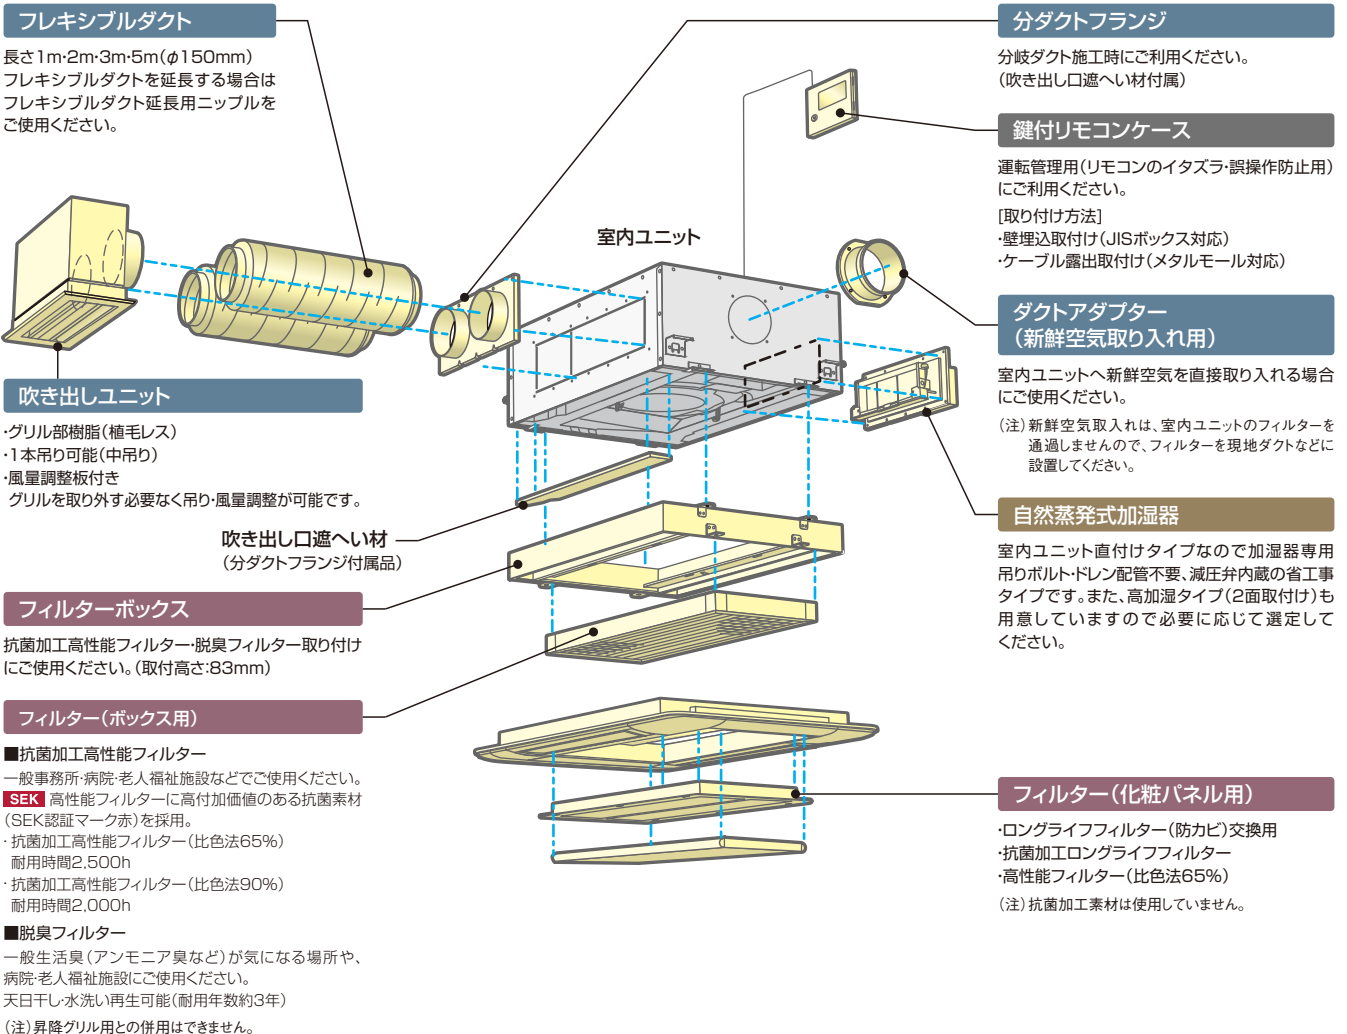 フレキシブルダクト
長さ1m・2m・3m・5m(φ150mm)
フレキシブルダクトを延長する場合は
フレキシブルダクト延長用ニップルを
ご使用ください。
吹き出しユニット
・グリル部樹脂(植毛レス)
・1本吊り可能(中吊り)
・風量調整板付き
グリルを取り外す必要なく吊り・風量調整が可能です。
室内ユニット
吹き出し口遮へい材
(分ダクトフランジ付属品)
フィルターボックス
抗菌加工高性能フィルター・脱臭フィルター取り付け
にご使用ください。(取付高さ:83mm)
フィルター(ボックス用)
■抗菌加工高性能フィルター
一般事務所・病院・老人福祉施設などでご使用ください。
SEK 高性能フィルターに高付加価値のある抗菌素材
(SEK認証マーク赤)を採用。
・抗菌加工高性能フィルター(比色法65%)
耐用時間2,500h
・抗菌加工高性能フィルター(比色法90%)
耐用時間2,000h
■脱臭フィルター
一般生活臭(アンモニア臭など)が気になる場所や、
病院・老人福祉施設にご使用ください。
天日干し・水洗い再生可能(耐用年数約3年)
(注)昇降グリル用との併用はできません。
分ダクトフランジ
分岐ダクト施工時にご利用ください。
(吹き出し口遮へい材付属)
鍵付リモコンケース
運転管理用(リモコンのイタズラ・誤操作防止用)
にご利用ください。
[取り付け方法]
・壁埋込取付け(JISボックス対応)
・ケーブル露出取付け(メタルモール対応)
ダクトアダプター
(新鮮空気取り入れ用)
室内ユニットへ新鮮空気を直接取り入れる場合
にご使用ください。
(注)新鮮空気取入れは、室内ユニットのフィルターを
通過しませんので、フィルターを現地ダクトなどに
設置してください。
自然蒸発式加湿器
室内ユニット直付けタイプなので加湿器専用
吊りボルト・ドレン配管不要、減圧弁内蔵の省工事
タイプです。また、高加湿タイプ(2面取付け)も
用意していますので必要に応じて選定して
ください。
フィルター(化粧パネル用)
・ロングライフフィルター(防カビ)交換用
・抗菌加工ロングライフフィルター
・高性能フィルター(比色法65%)
(注)抗菌加工素材は使用していません。